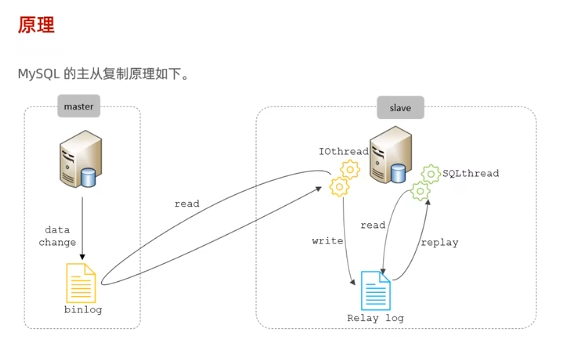 原理
MySQL 的主从复制原理如下。
master
slave
IOthread
SQLthread
read
data
change
write
read
replay
binlog
Relay log